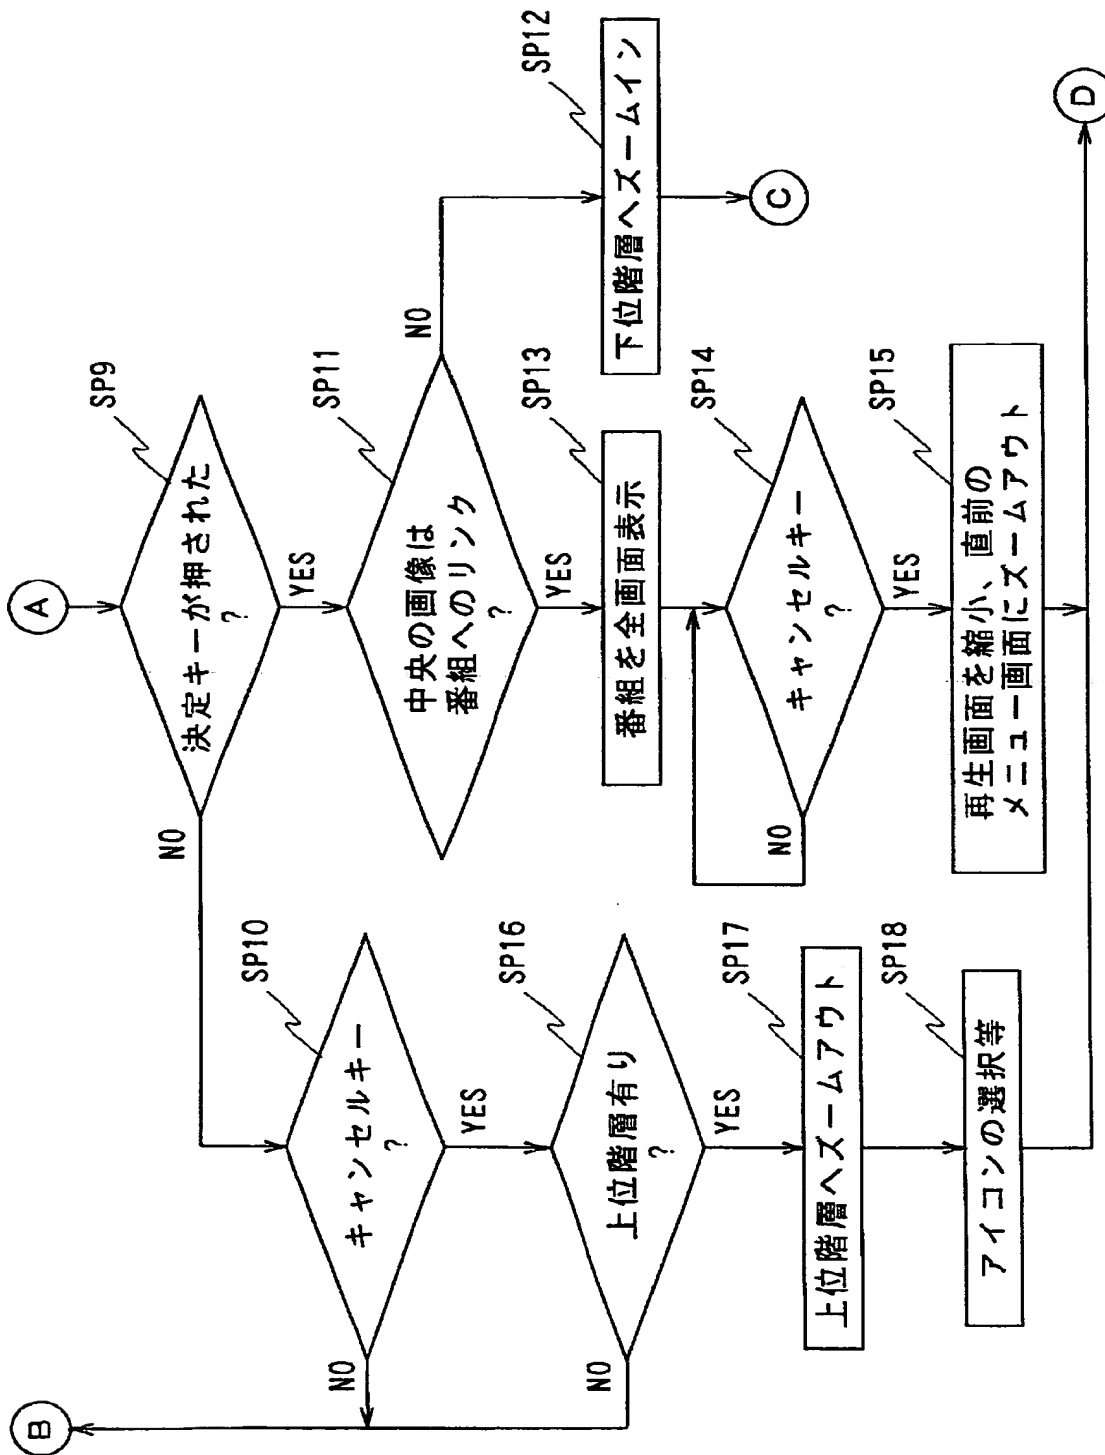 A
SP9
決定キーが押された
?
NO
YES
SP11
中央の画像は
番組へのリンク
?
NO
YES
SP12
下位階層へズームイン
C
SP13
番組を全画面表示
SP14
キャンセルキー
?
NO
YES
SP15
再生画面を縮小、直前の
メニュー画面にズームアウト
SP10
キャンセルキー
?
NO
YES
SP16
上位階層有り
?
NO
YES
SP17
上位階層へズームアウト
SP18
アイコンの選択等
B
D